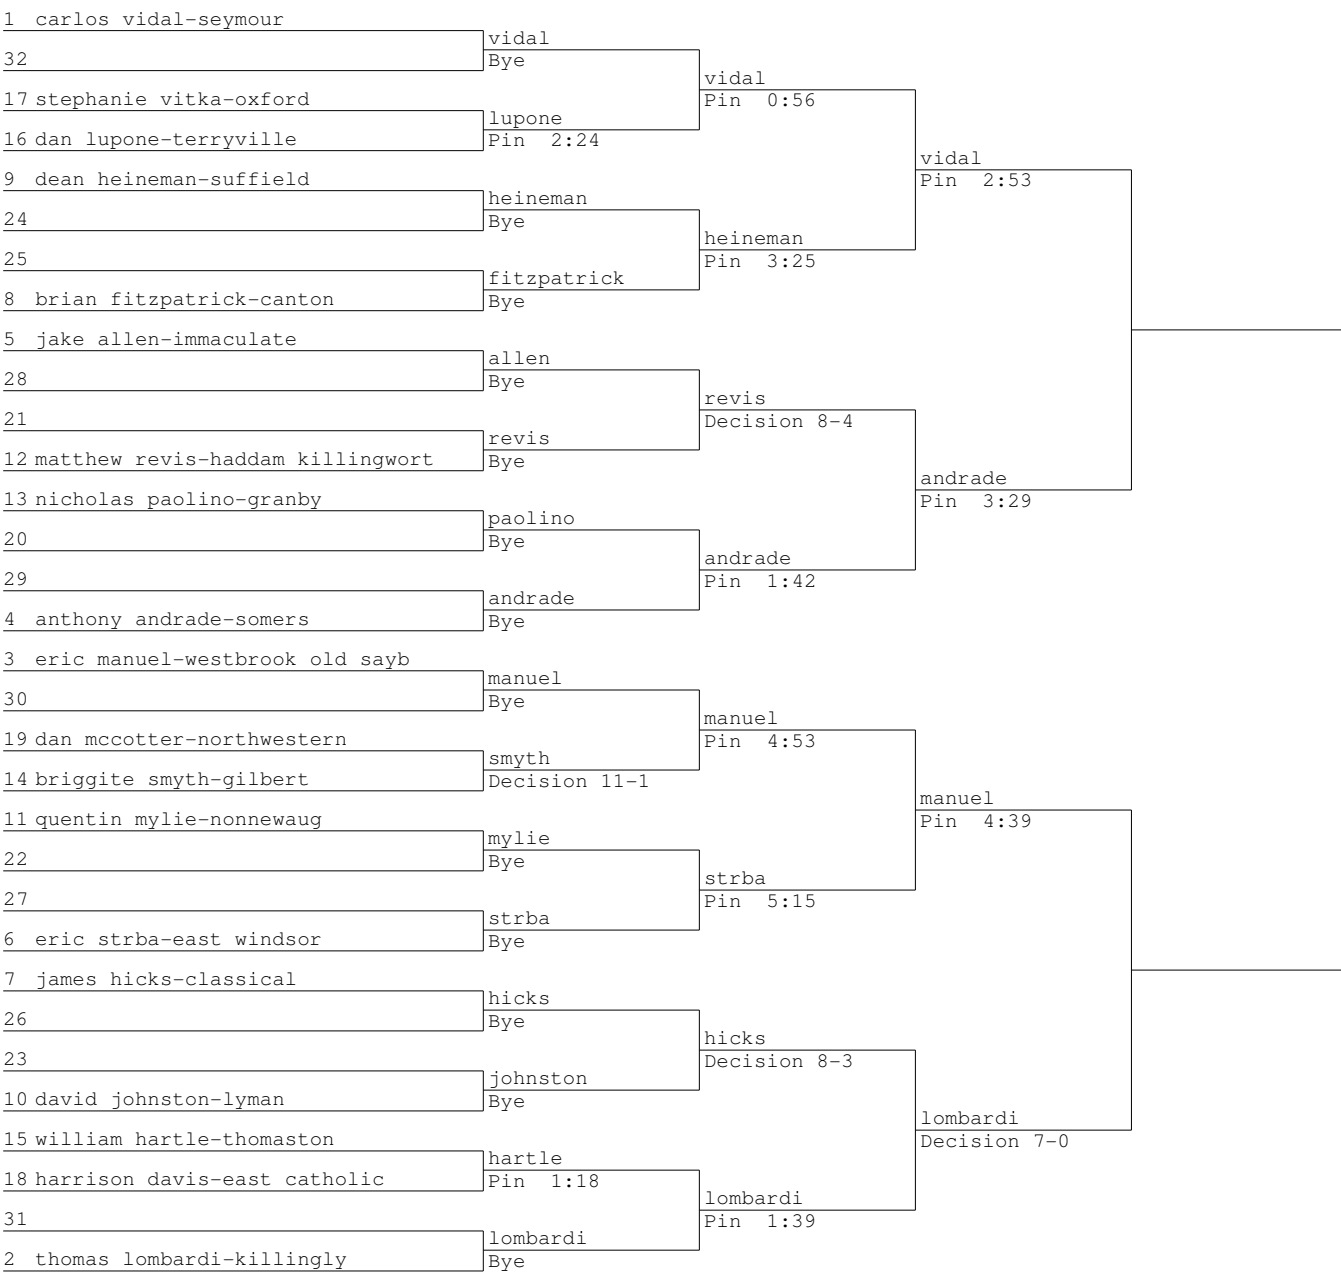 1 carlos vidal-seymour
32
17 stephanie vitka-oxford
16 dan lupone-terryville
9 dean heineman-suffield
24
25
8 brian fitzpatrick-canton
5 jake allen-immaculate
28
21
12 matthew revis-haddam killingwort
13 nicholas paolino-granby
20
29
4 anthony andrade-somers
3 eric manuel-westbrook old sayb
30
19 dan mccotter-northwestern
14 briggite smyth-gilbert
11 quentin mylie-nonnewaug
22
27
6 eric strba-east windsor
7 james hicks-classical
26
23
10 david johnston-lyman
15 william hartle-thomaston
18 harrison davis-east catholic
31
2 thomas lombardi-killingly
vidal
Bye
lupone
Pin 2:24
heineman
Bye
fitzpatrick
Bye
allen
Bye
revis
Bye
paolino
Bye
andrade
Bye
manuel
Bye
smyth
Decision 11-1
mylie
Bye
strba
Bye
hicks
Bye
johnston
Bye
hartle
Pin 1:18
lombardi
Bye
vidal
Pin 0:56
heineman
Pin 3:25
revis
Decision 8-4
andrade
Pin 1:42
manuel
Pin 4:53
strba
Pin 5:15
hicks
Decision 8-3
lombardi
Pin 1:39
vidal
Pin 2:53
andrade
Pin 3:29
manuel
Pin 4:39
lombardi
Decision 7-0